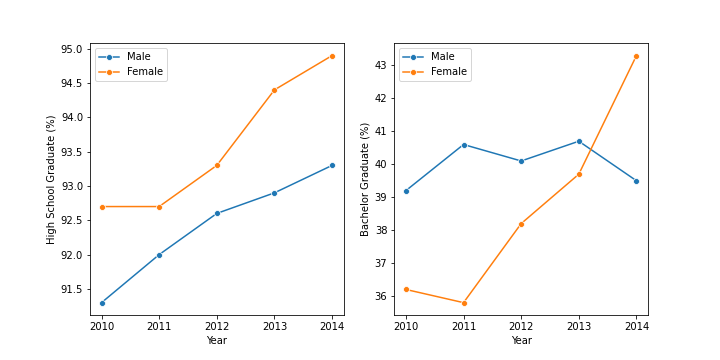 High School Graduate (%)
95.0
94.5
94.0
93.5
93.0
92.5
92.0
91.5
Male
Female
2010 2011 2012 2013 2014
Year
Bachelor Graduate (%)
43
42
41
40
39
38
37
36
Male
Female
2010 2011 2012 2013 2014
Year